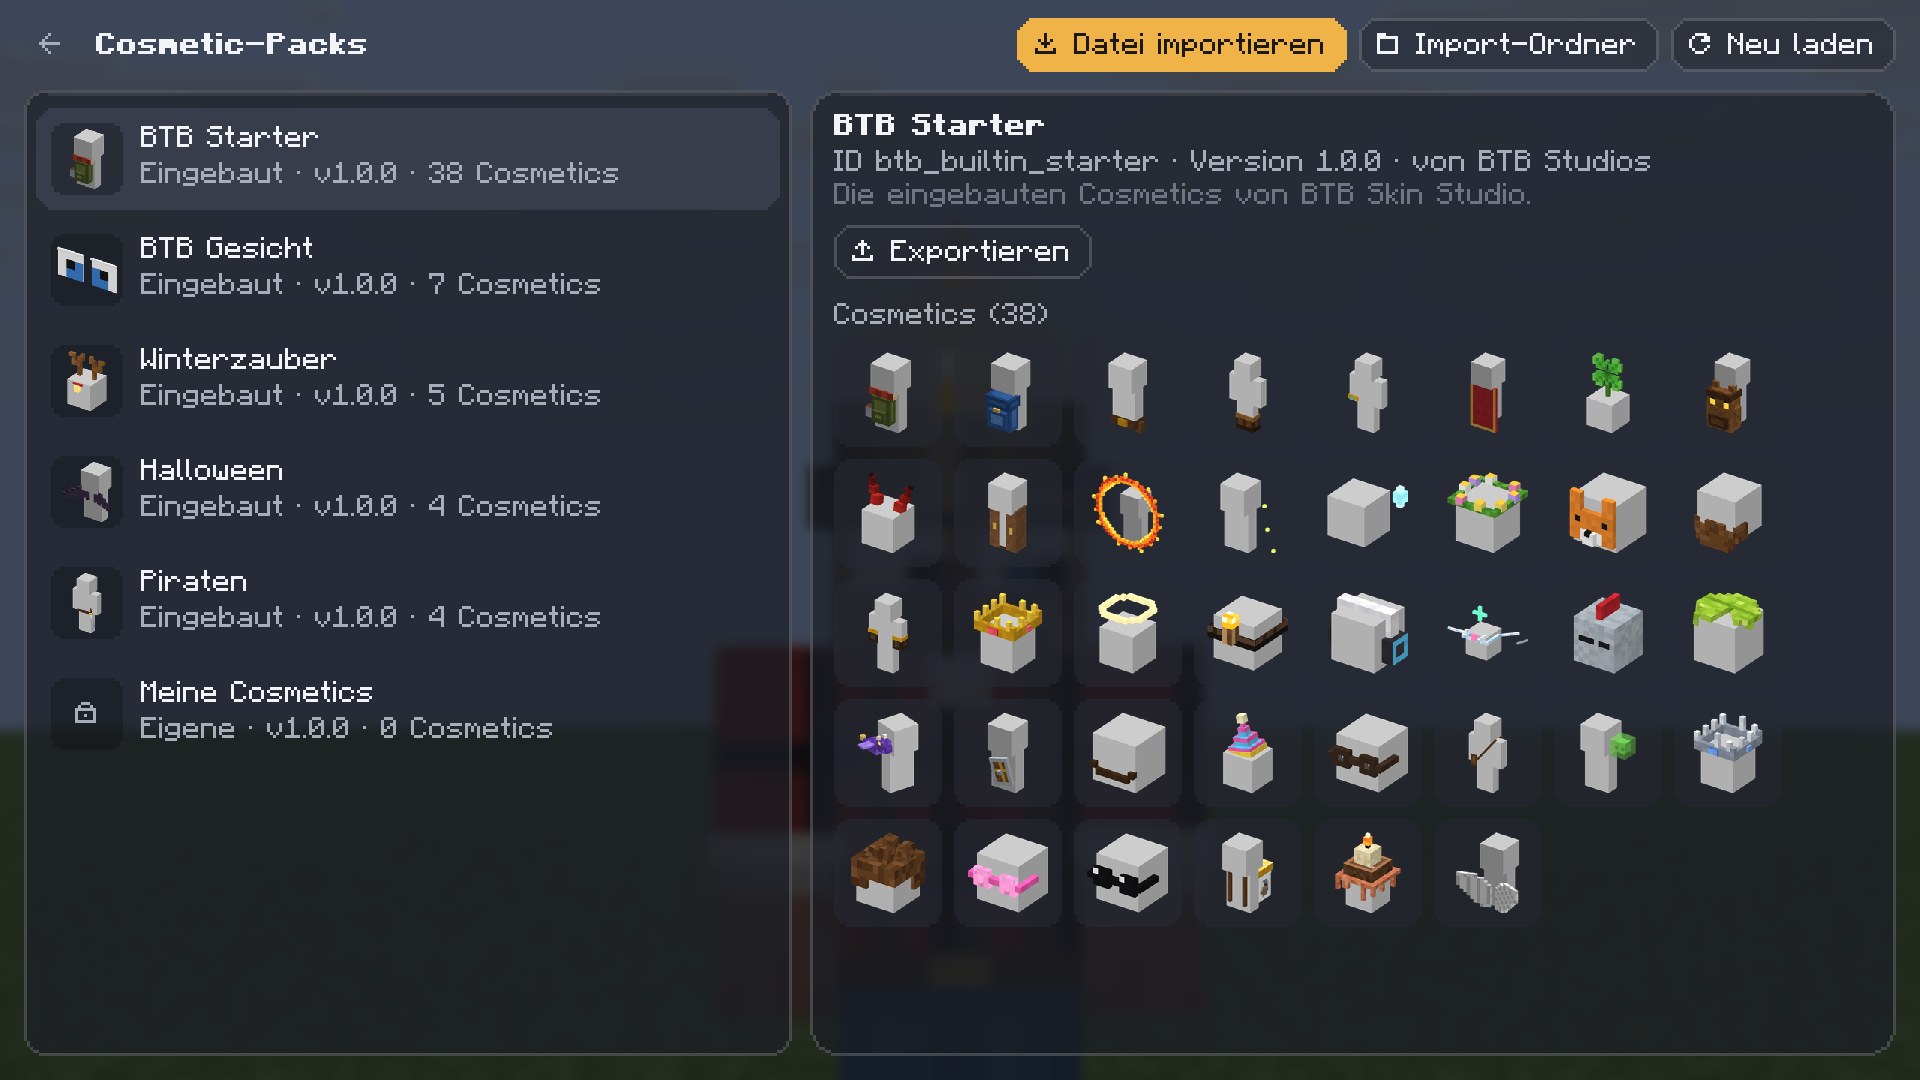 Cosmetic-Packs
Datei importieren
Import-Ordner
Neu laden
BTB Starter
Eingebaut · v1.0.0 · 38 Cosmetics
BTB Gesicht
Eingebaut · v1.0.0 · 7 Cosmetics
Winterzauber
Eingebaut · v1.0.0 · 5 Cosmetics
Halloween
Eingebaut · v1.0.0 · 4 Cosmetics
Piraten
Eingebaut · v1.0.0 · 4 Cosmetics
Meine Cosmetics
Eigene · v1.0.0 · 0 Cosmetics
BTB Starter
ID btb_builtin_starter · Version 1.0.0 · von BTB Studios
Die eingebauten Cosmetics von BTB Skin Studio.
Exportieren
Cosmetics (38)